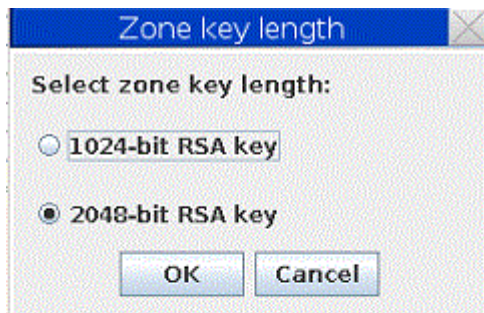 Zone key length
Select zone key length:
1024-bit RSA key
2048-bit RSA key
OK Cancel